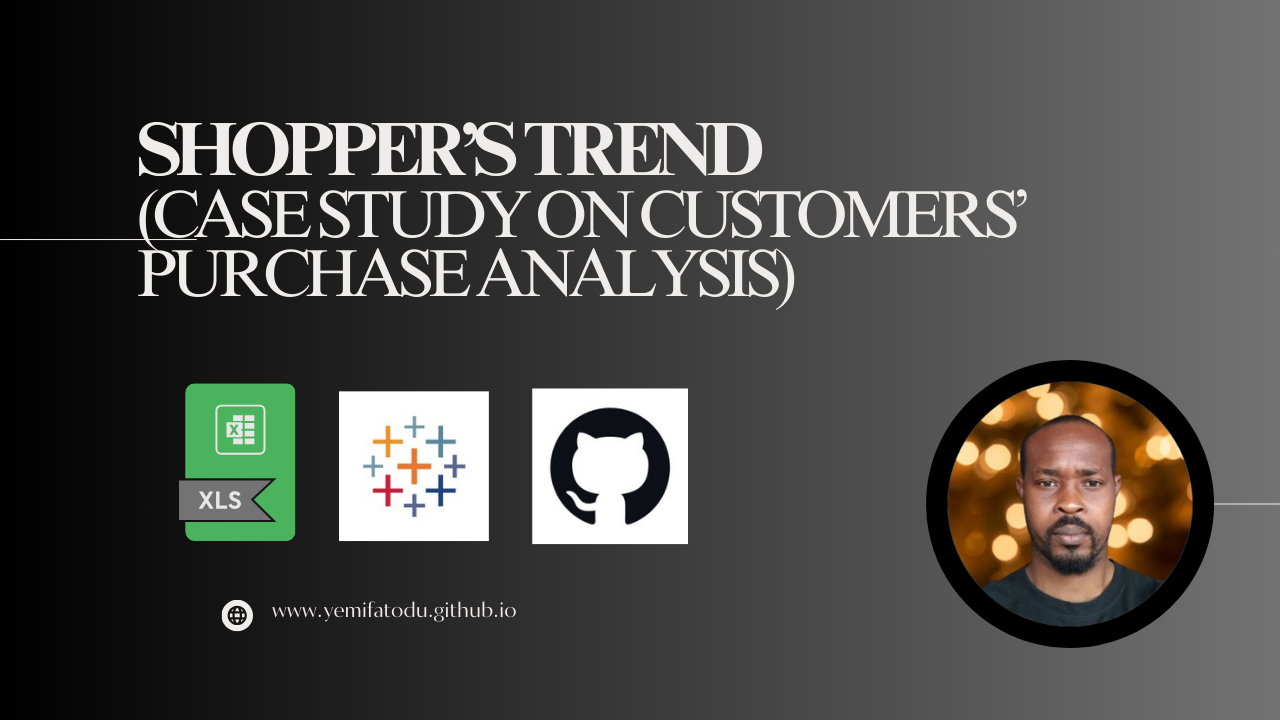 SHOPPER’S TREND
(CASE STUDY ON CUSTOMERS’
PURCHASE ANALYSIS)
X
XLS
www.yemifatodu.github.io